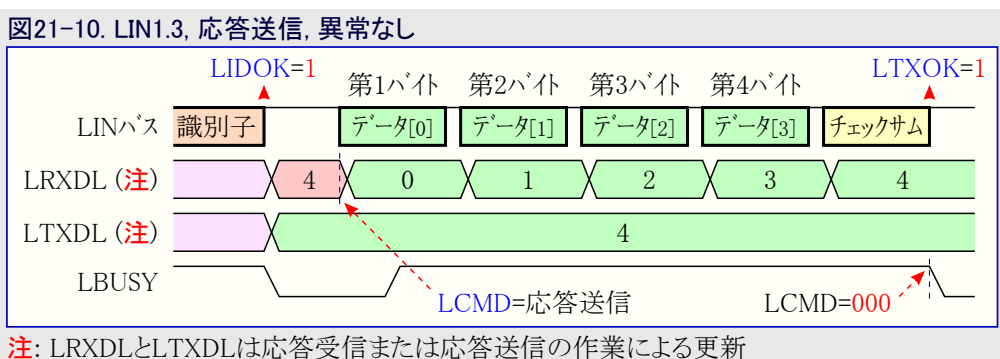 図21-10. LIN1.3, 応答送信, 異常なし
LIDOK=1
LTXOK=1
第1バイト 第2バイト 第3バイト 第4バイト
LINバス 識別子 データ[0] データ[1] データ[2] データ[3] チェックサム
LRXDL (注) 4 0 1 2 3 4
LTXDL (注) 4
LBUSY
LCMD=応答送信 LCMD=000
注: LRXDLとLTXDLは応答受信または応答送信の作業による更新